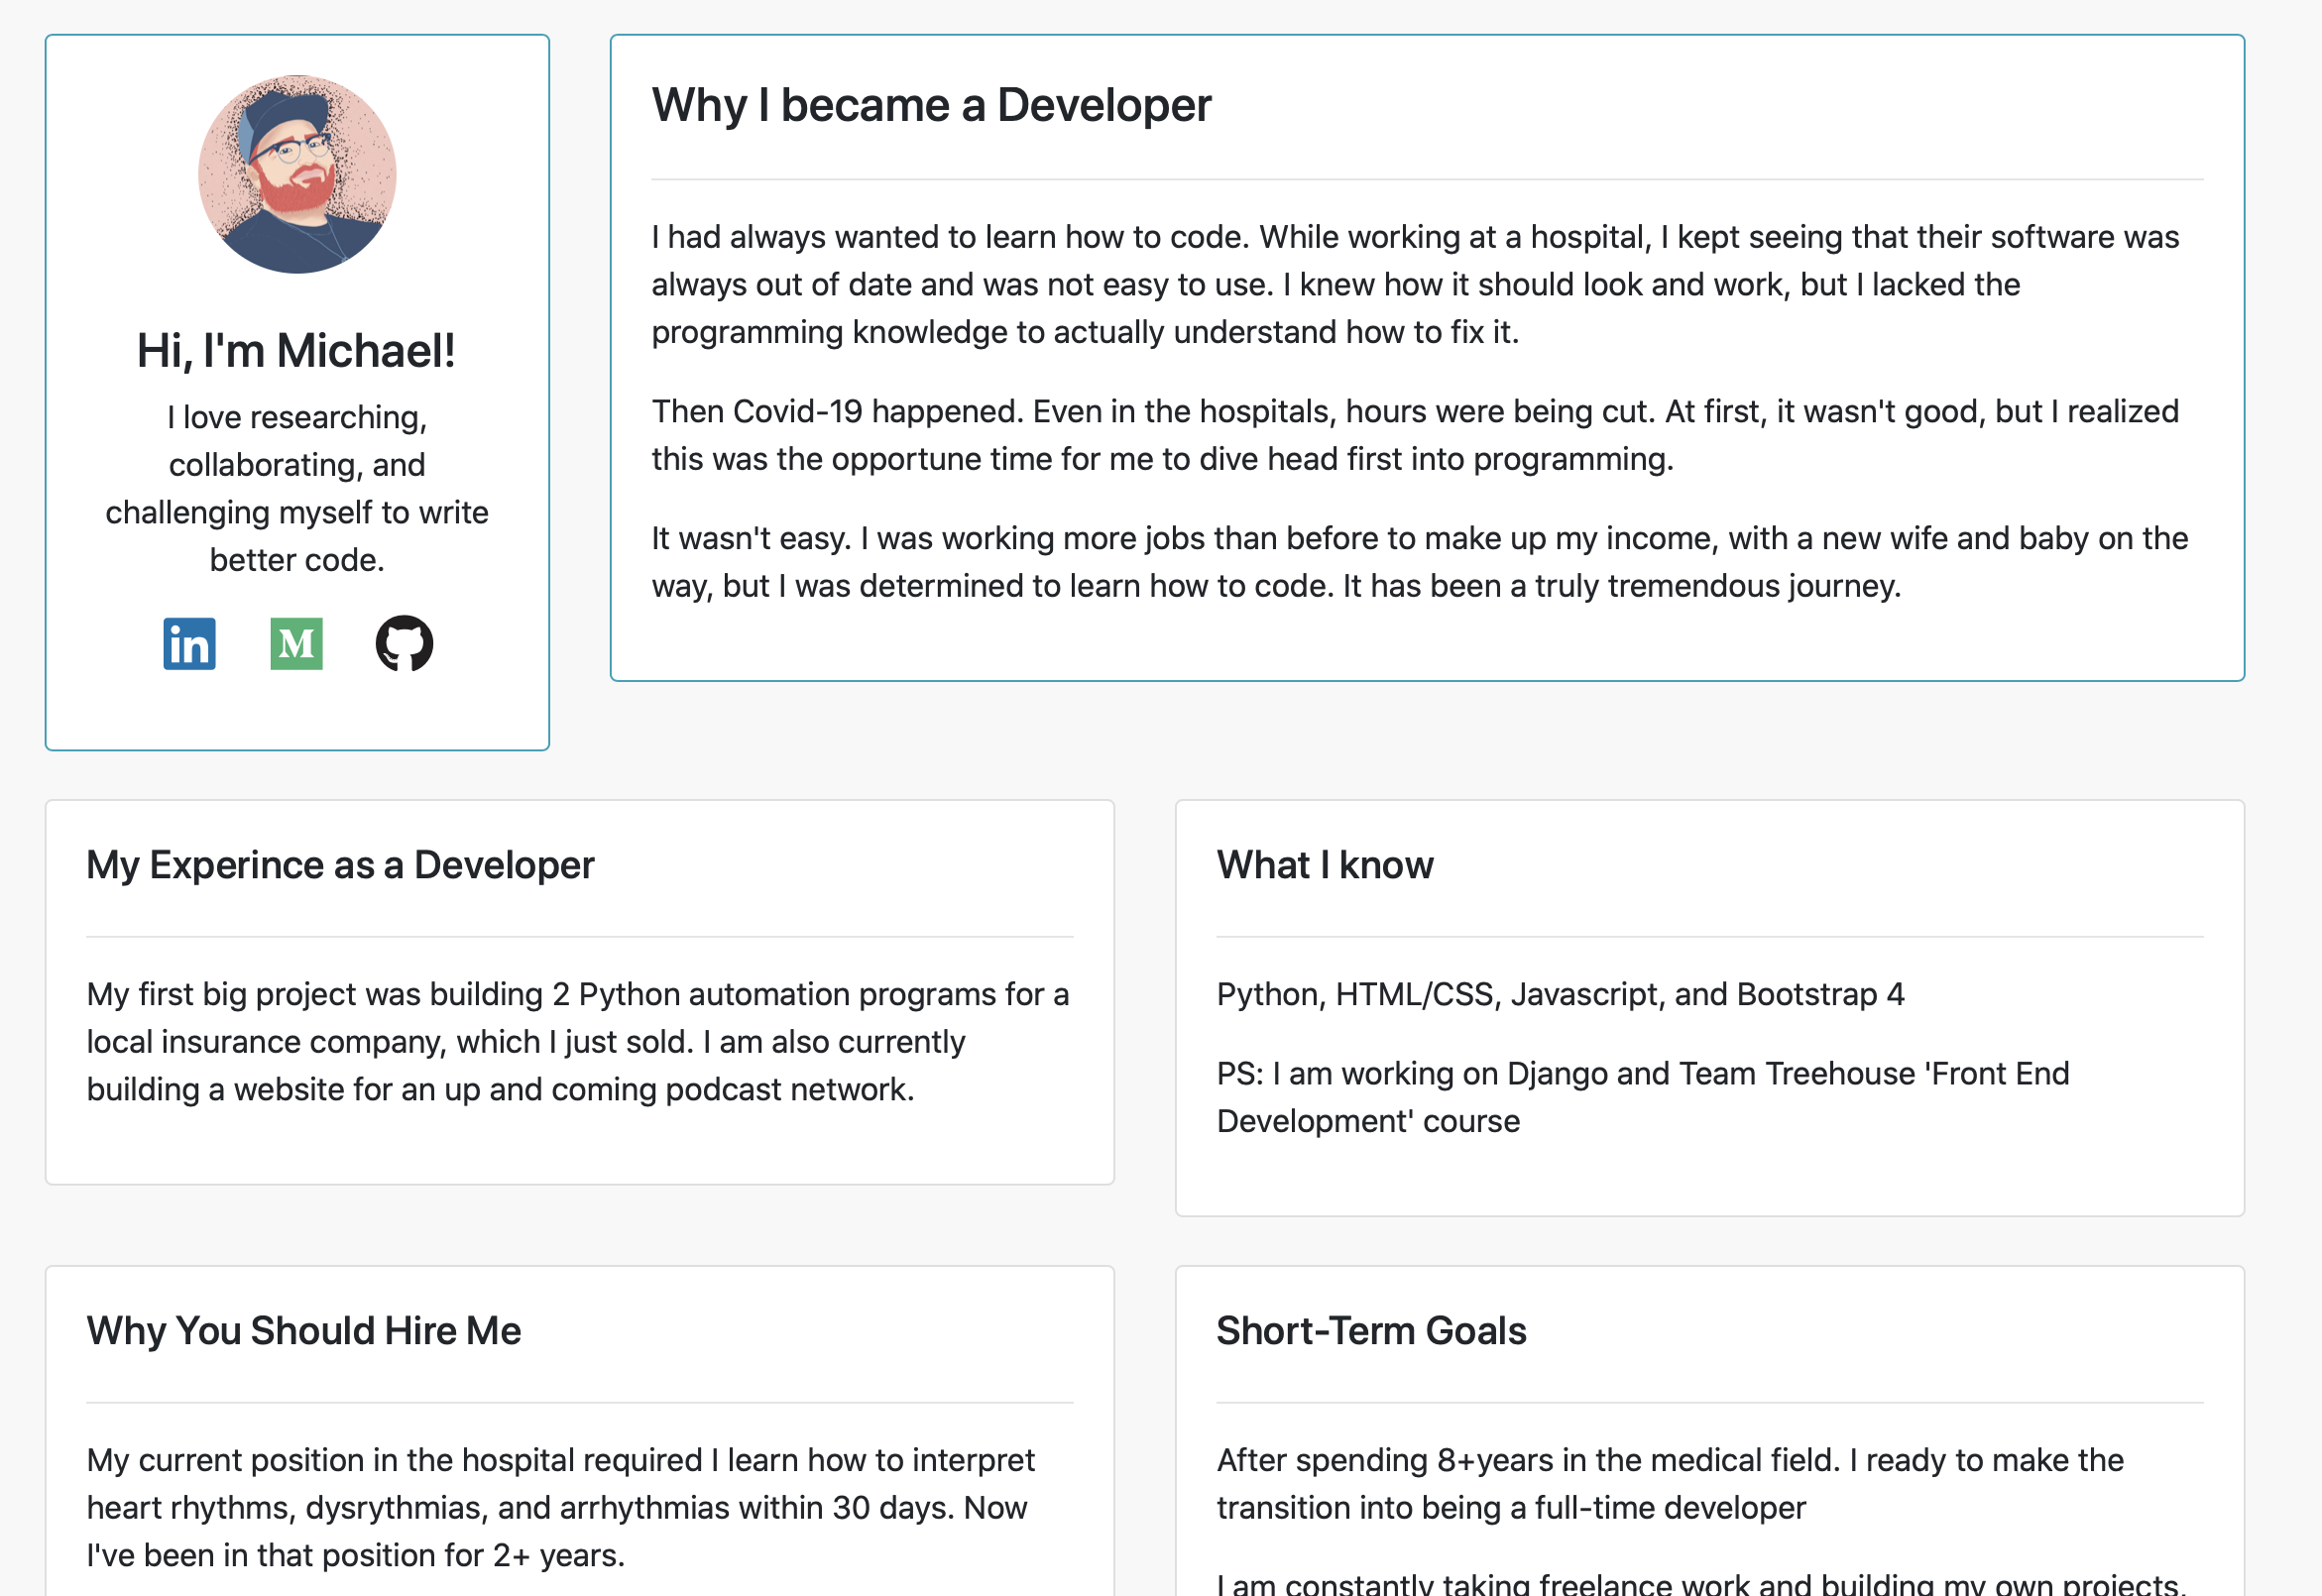 Hi, I'm Michael!
I love researching,
collaborating, and
challenging myself to write
better code.
in
M
Why I became a Developer
I had always wanted to learn how to code. While working at a hospital, I kept seeing that their software was
always out of date and was not easy to use. I knew how it should look and work, but I lacked the
programming knowledge to actually understand how to fix it.
Then Covid-19 happened. Even in the hospitals, hours were being cut. At first, it wasn't good, but I realized
this was the opportune time for me to dive head first into programming.
It wasn't easy. I was working more jobs than before to make up my income, with a new wife and baby on the
way, but I was determined to learn how to code. It has been a truly tremendous journey.
My Experince as a Developer
My first big project was building 2 Python automation programs for a
local insurance company, which I just sold. I am also currently
building a website for an up and coming podcast network.
What I know
Python, HTML/CSS, Javascript, and Bootstrap 4
PS: I am working on Django and Team Treehouse 'Front End
Development' course
Why You Should Hire Me
My current position in the hospital required I learn how to interpret
heart rhythms, dysrythmias, and arrhythmias within 30 days. Now
I've been in that position for 2+ years.
Short-Term Goals
After spending 8+years in the medical field. I ready to make the
transition into being a full-time developer
I am constantly taking freelance work and building my own projects.